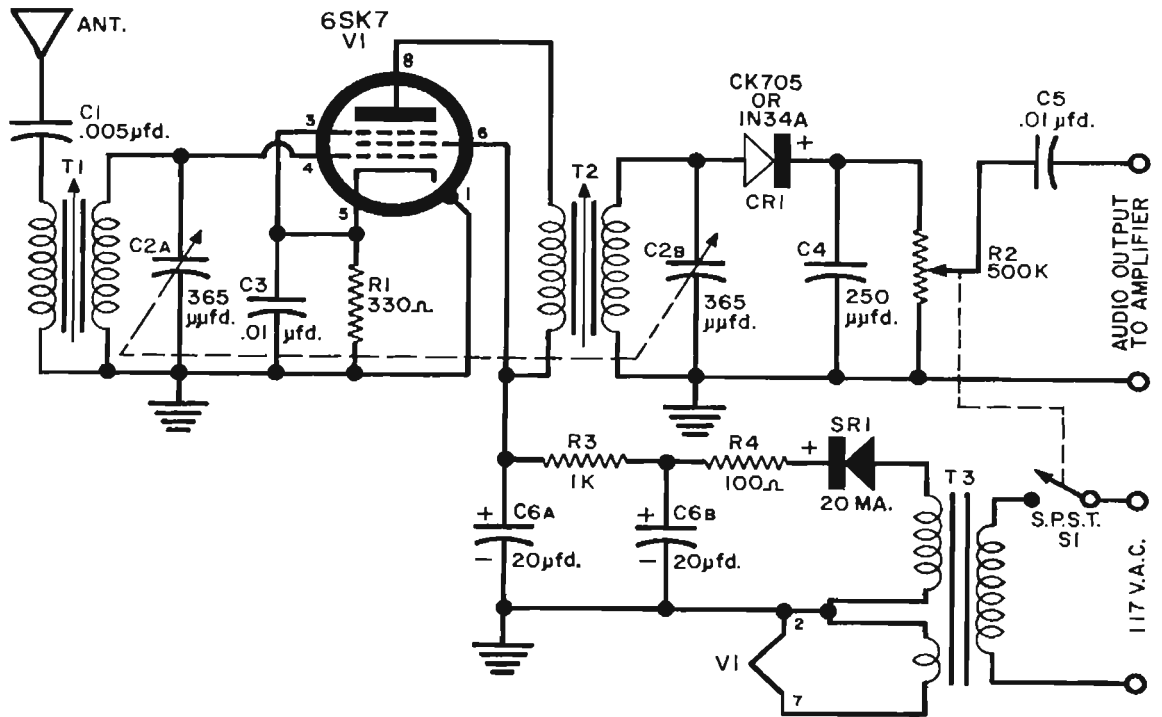 ANT.
6SK7
V1
8
3
4
6
5
1
C1
.005µfd.
T1
C2A
365
µµfd.
C3
.01 µfd.
R1
330Ω
T2
C2B
365
µµfd.
CK705
OR
1N34A
+
CR1
C4
250
µµfd.
R2
500K
C5
.01µfd.
AUDIO OUTPUT
TO AMPLIFIER
R3
1K
R4
100Ω
+
SR1
20 MA.
T3
S.P.S.T.
S1
117 V.A.C.
+
C6A
−
20µfd.
+
C6B
−
20µfd.
2
V1
7